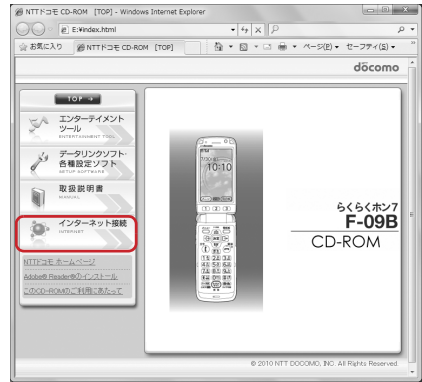 NTTドコモ CD-ROM [TOP] - Windows Internet Explorer
E:¥index.html
お気に入り
NTTドコモ CD-ROM [TOP]
ページ(P)
セーフティ(S)
döcomo
TOP
エンターテイメント
ツール
ENTERTAINMENT TOOL
データリンクソフト・
各種設定ソフト
SETUP SOFTWARE
取扱説明書
MANUAL
インターネット接続
INTERNET
NTTドコモ ホームページ
Adobe® Reader®のインストール
このCD-ROMのご利用にあたって
10:10
らくらくホン7
F-09B
CD-ROM
© 2010 NTT DOCOMO, INC. All Rights Reserved.